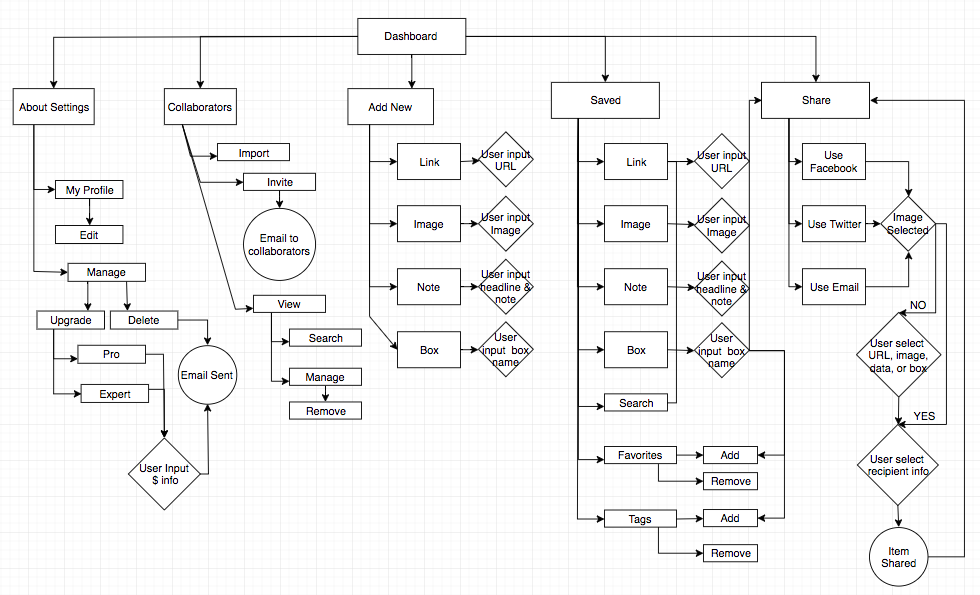 Dashboard
About Settings
Collaborators
Add New
Saved
Share
My Profile
Edit
Manage
Upgrade
Delete
Pro
Expert
Email Sent
User Input
$ info
Import
Invite
Email to
collaborators
View
Search
Manage
Remove
Link
User input
URL
Image
User input
Image
Note
User input
headline &
note
Box
User
input box
name
Link
User input
URL
Image
User input
Image
Note
User input
headline &
note
Box
User
input box
name
Search
Favorites
Add
Remove
Tags
Add
Remove
Use
Facebook
Use Twitter
Use Email
Image
Selected
NO
User select
URL, image,
data, or box
YES
User select
recipient info
Item
Shared